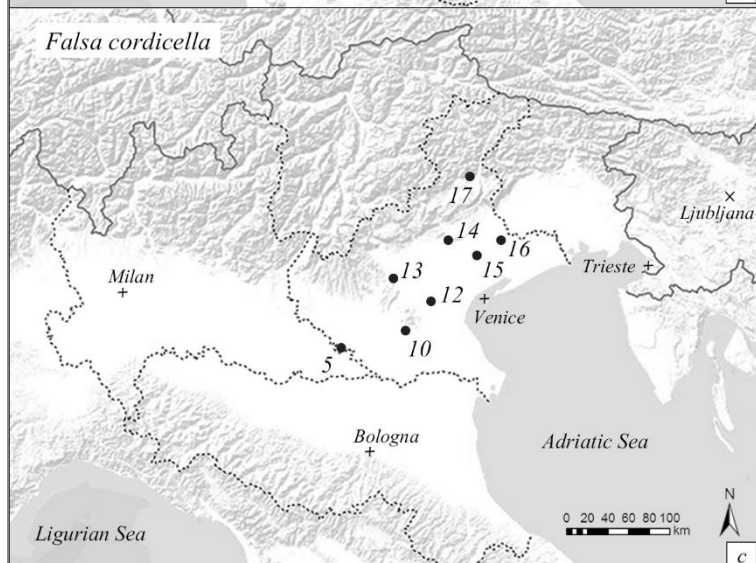 Falsa cordicella
17
Ljubljana
14
16
15
Trieste
13
Milan
12
Venice
10
5
Bologna
Adriatic Sea
N
0 20 40 60 80 100
km
Ligurian Sea
c